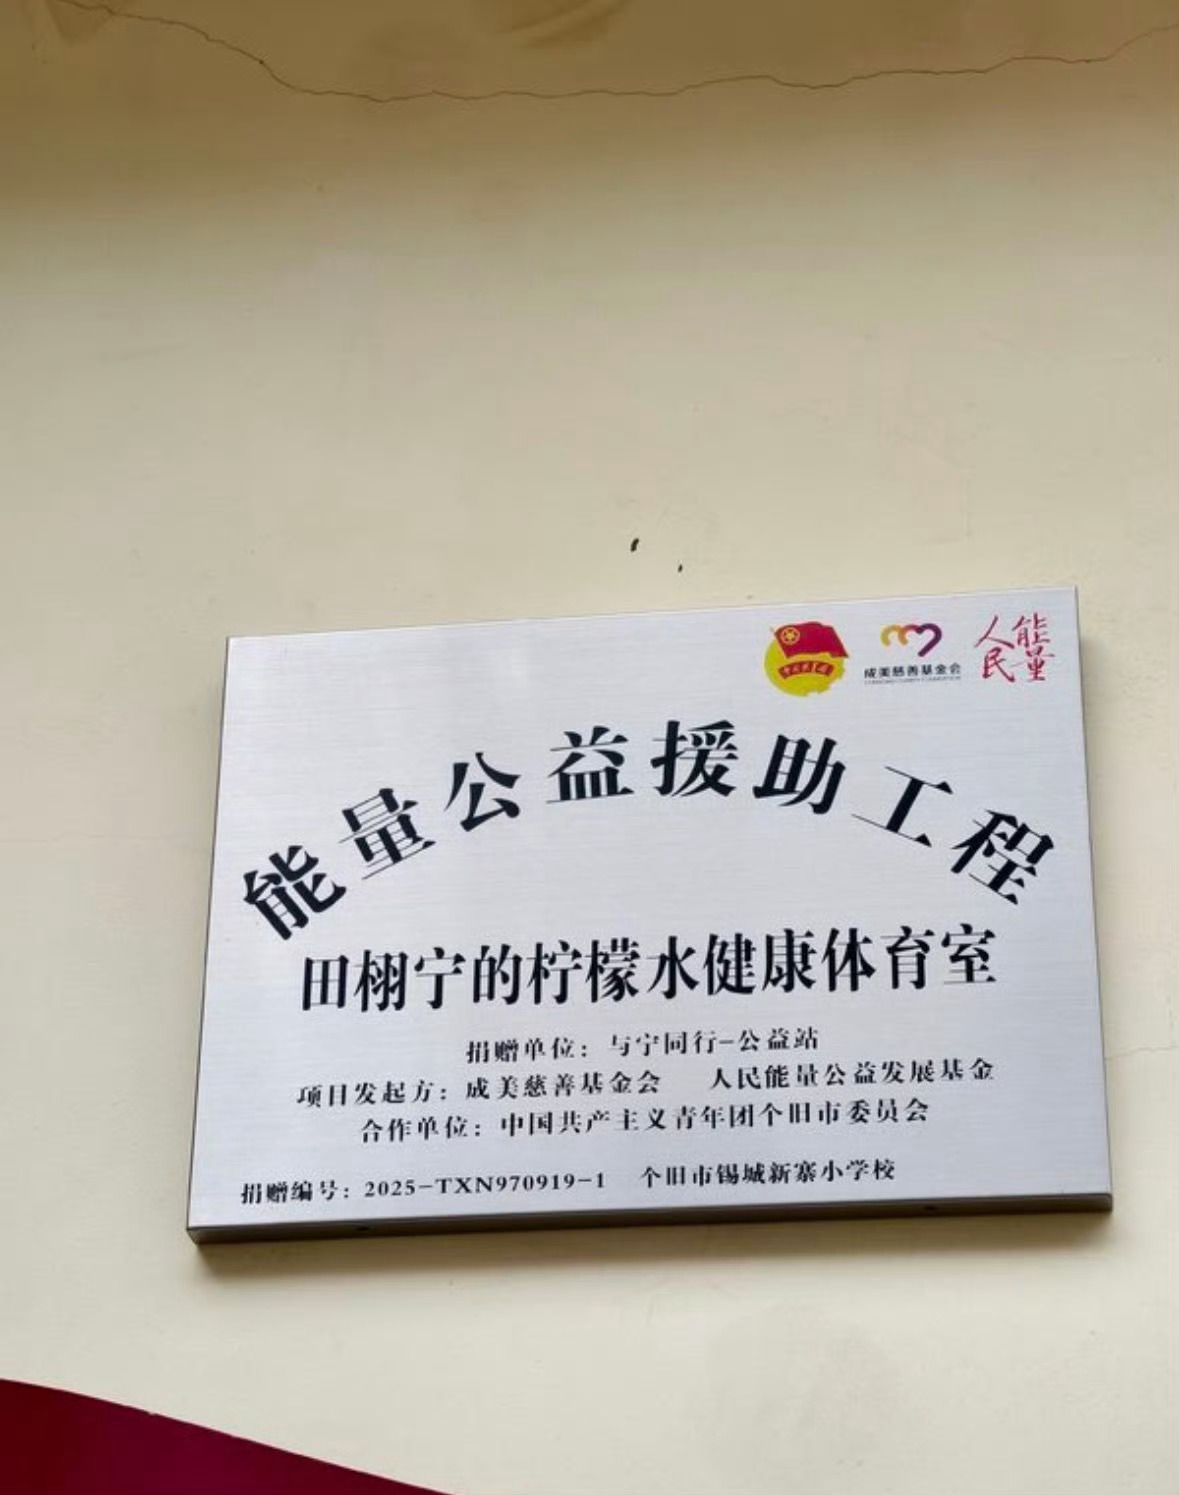 成美慈善基金会
人民能量
能量公益援助工程
田栩宁的柠檬水健康体育室
捐赠单位：与宁同行-公益站
项目发起方：成美慈善基金会 人民能量公益发展基金
合作单位：中国共产主义青年团个旧市委员会
捐赠编号：2025-TXN970919-1 个旧市锡城新寨小学校